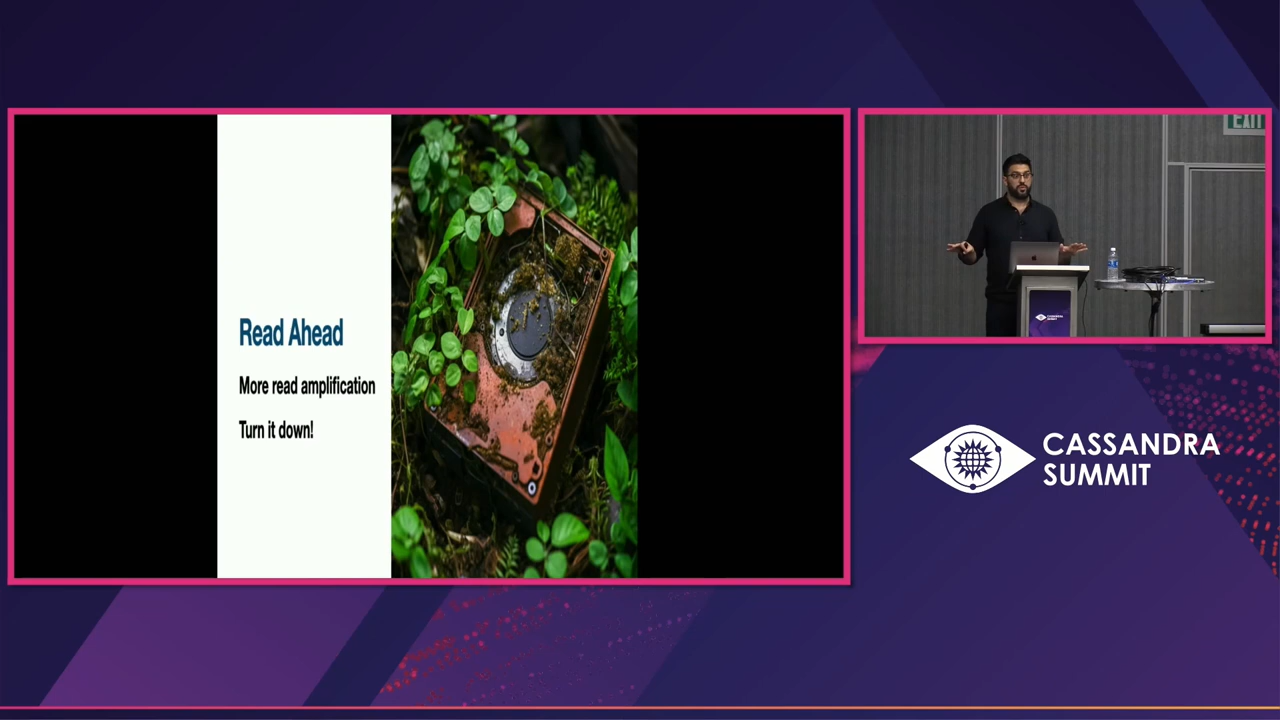 Read Ahead
More read amplification
Turn it down!
EXIT
CASSANDRA
SUMMIT